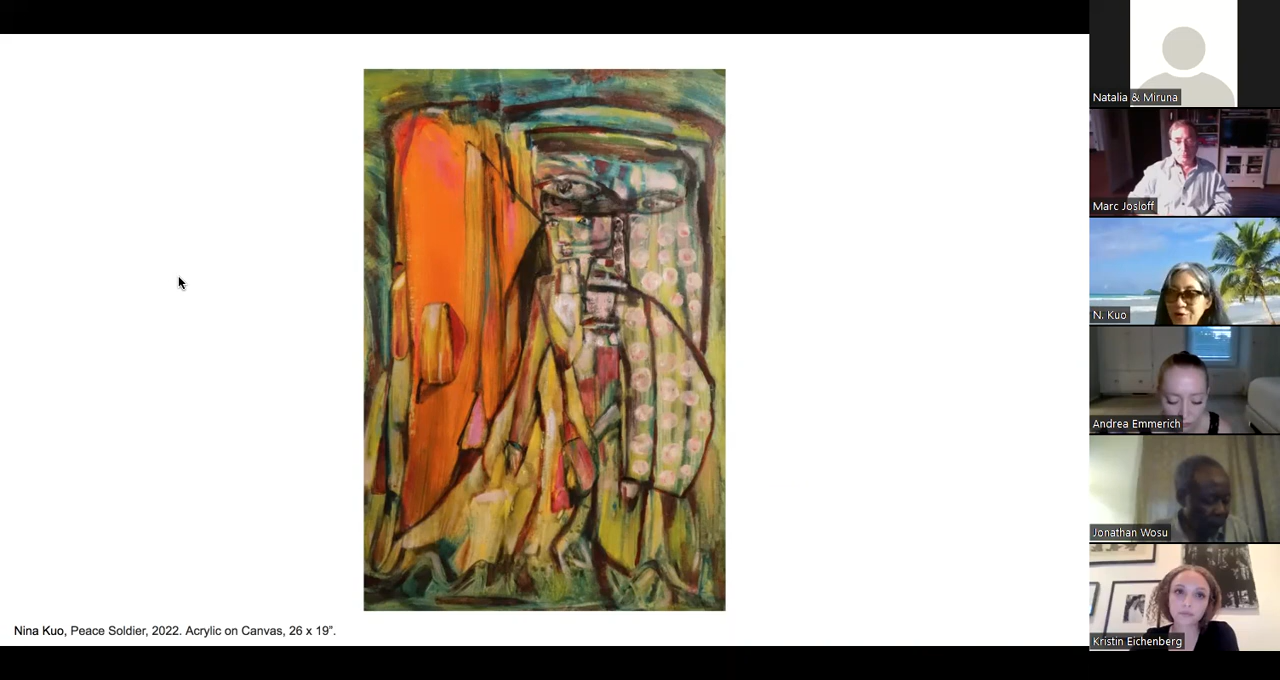 Natalia & Miruna
Marc Josloff
N. Kuo
Andrea Emmerich
Jonathan Wosu
Kristin Eichenberg
Nina Kuo, Peace Soldier, 2022. Acrylic on Canvas, 26 x 19”.